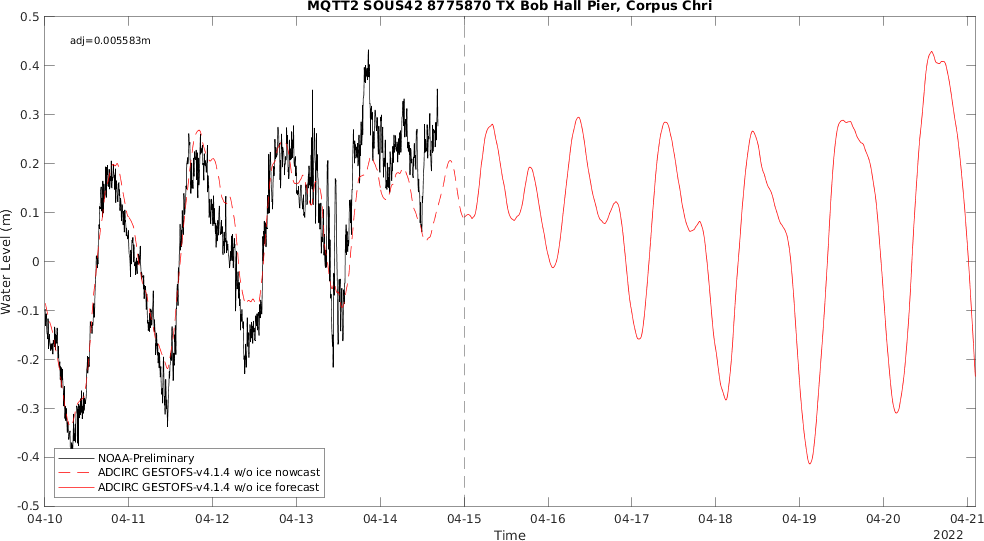 MQTT2 SOUS42 8775870 TX Bob Hall Pier, Corpus Chri
adj=0.005583m
0.5
0.4
0.3
0.2
0.1
0
-0.1
-0.2
-0.3
-0.4
-0.5
Water Level (m)
NOAA-Preliminary
ADCIRC GESTOFS-v4.1.4 w/o ice nowcast
ADCIRC GESTOFS-v4.1.4 w/o ice forecast
04-10 04-11 04-12 04-13 04-14 04-15 04-16 04-17 04-18 04-19 04-20 04-21
Time
2022